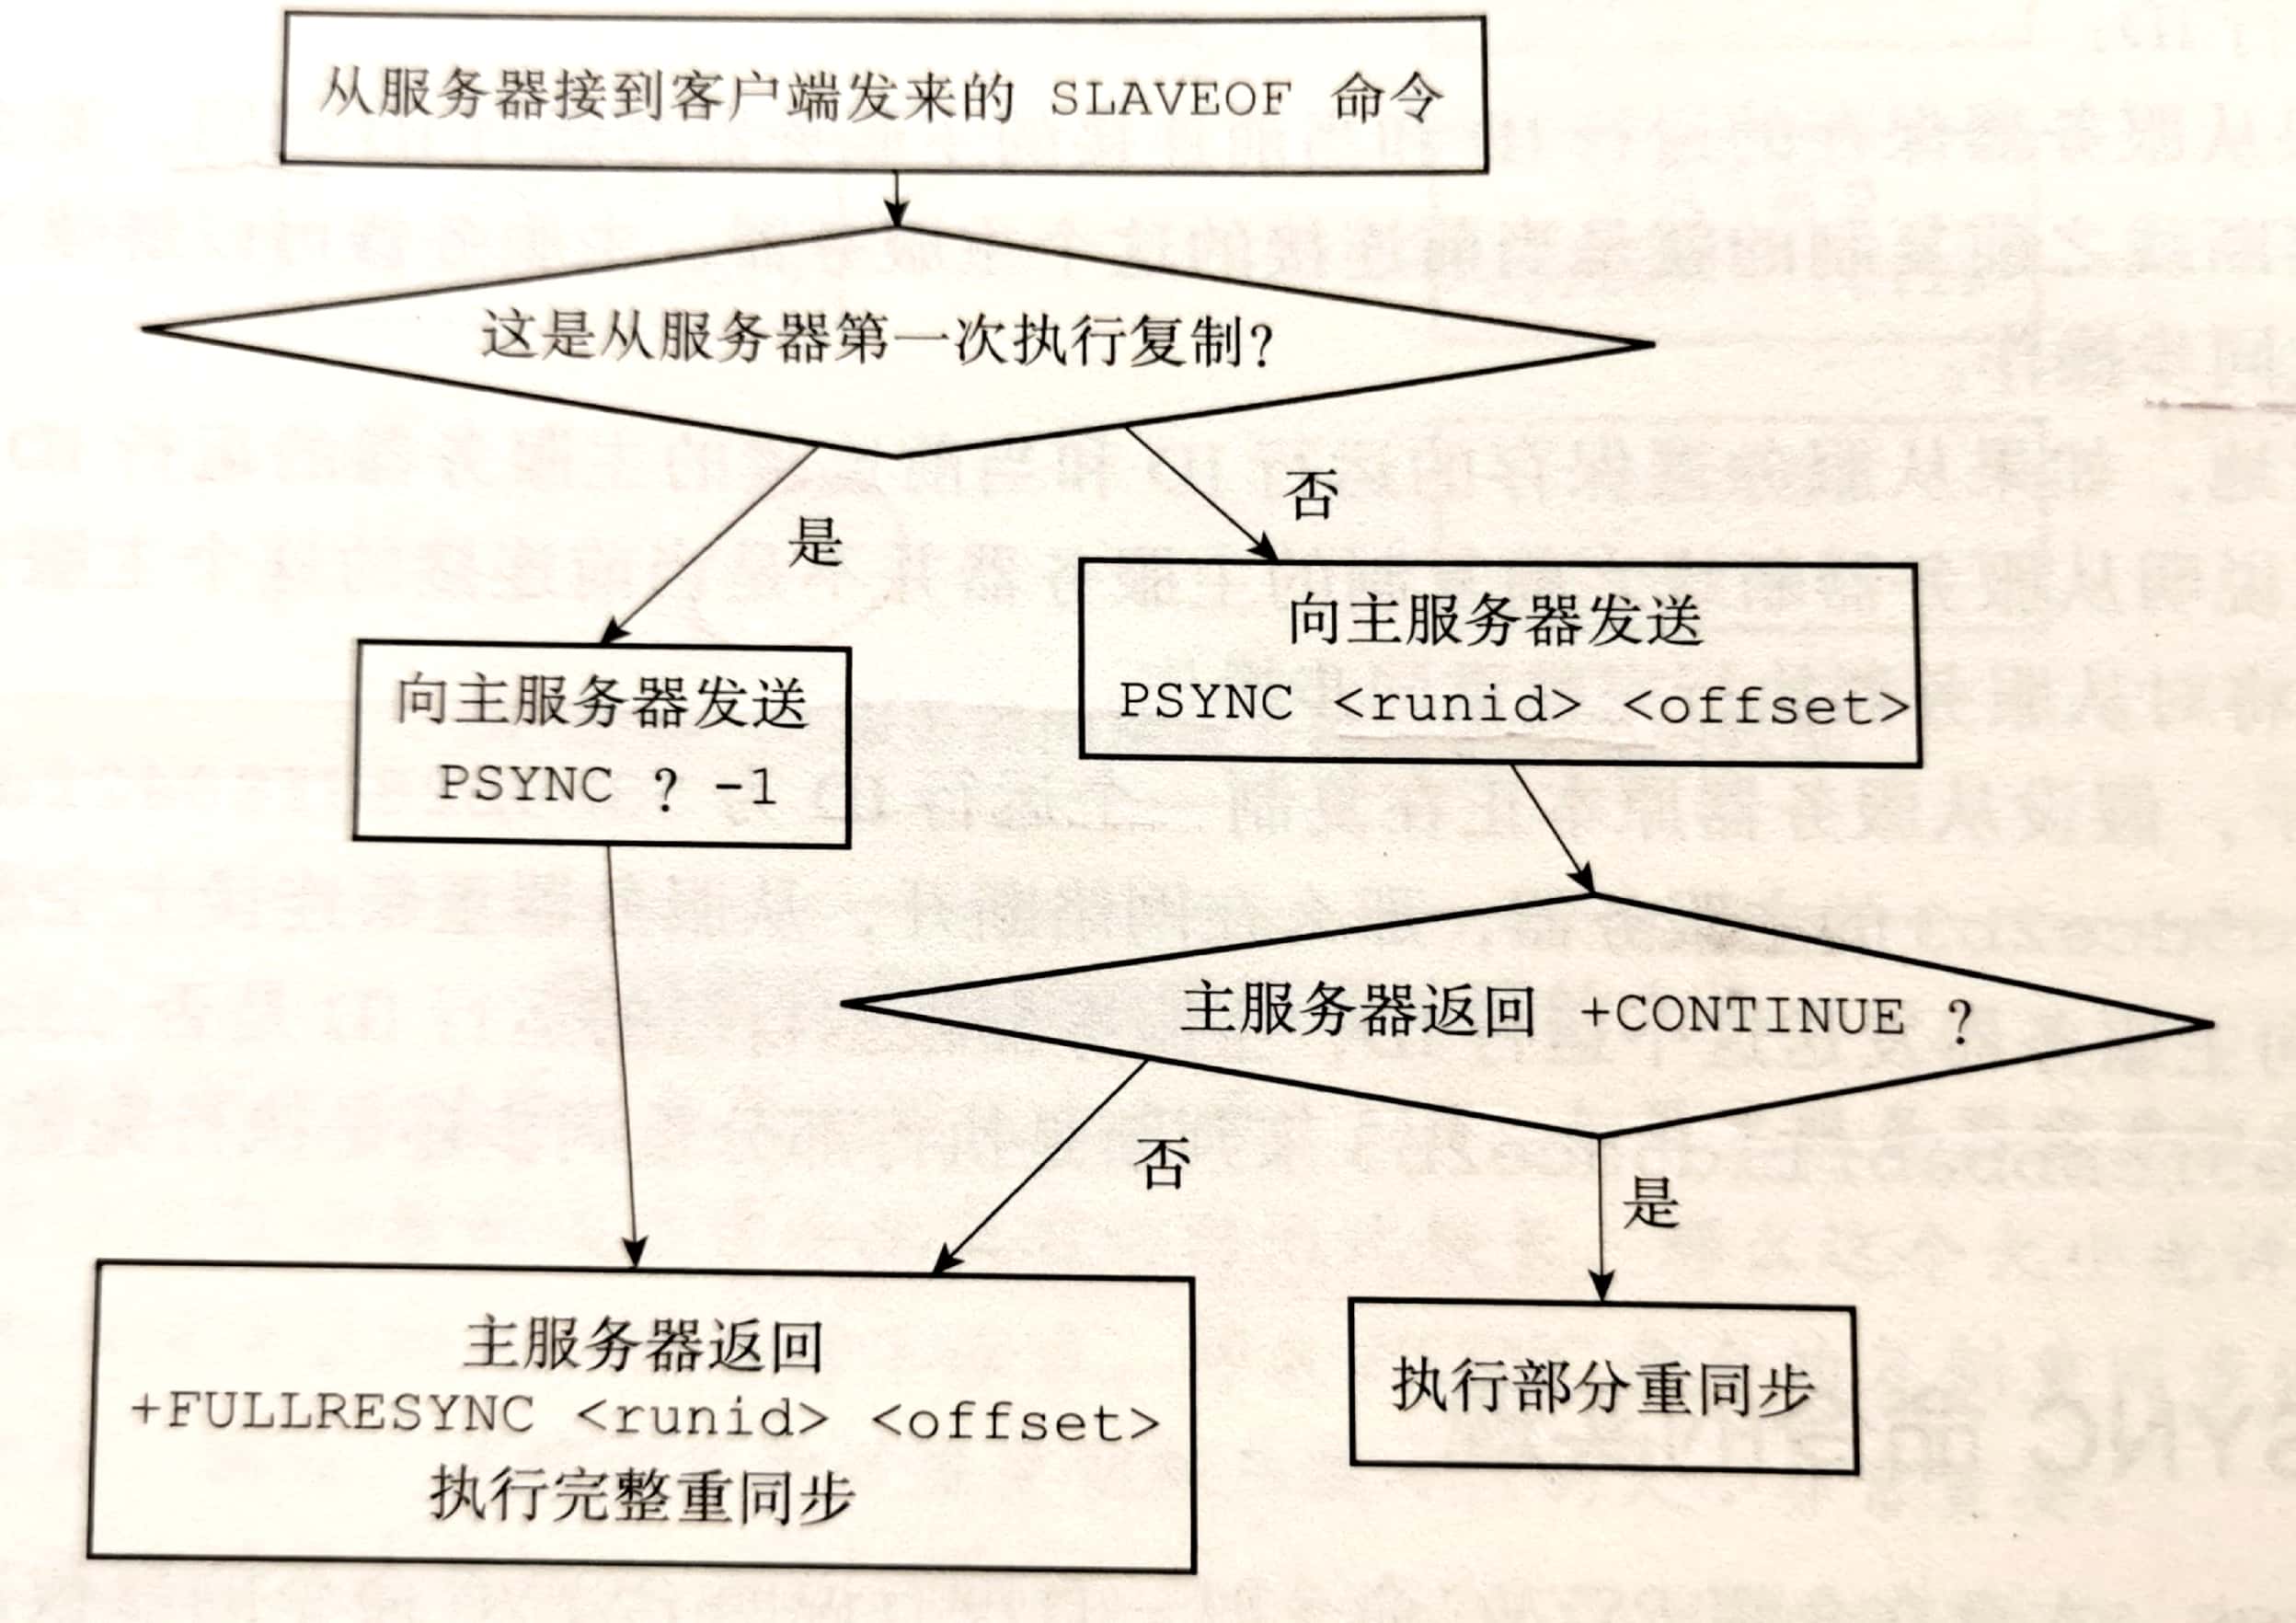 从服务器接到客户端发来的 SLAVEOF 命令
这是从服务器第一次执行复制?
是
否
向主服务器发送
PSYNC ? -1
向主服务器发送
PSYNC <runid> <offset>
主服务器返回 +CONTINUE ?
否
是
主服务器返回
+FULLRESYNC <runid> <offset>
执行完整重同步
执行部分重同步